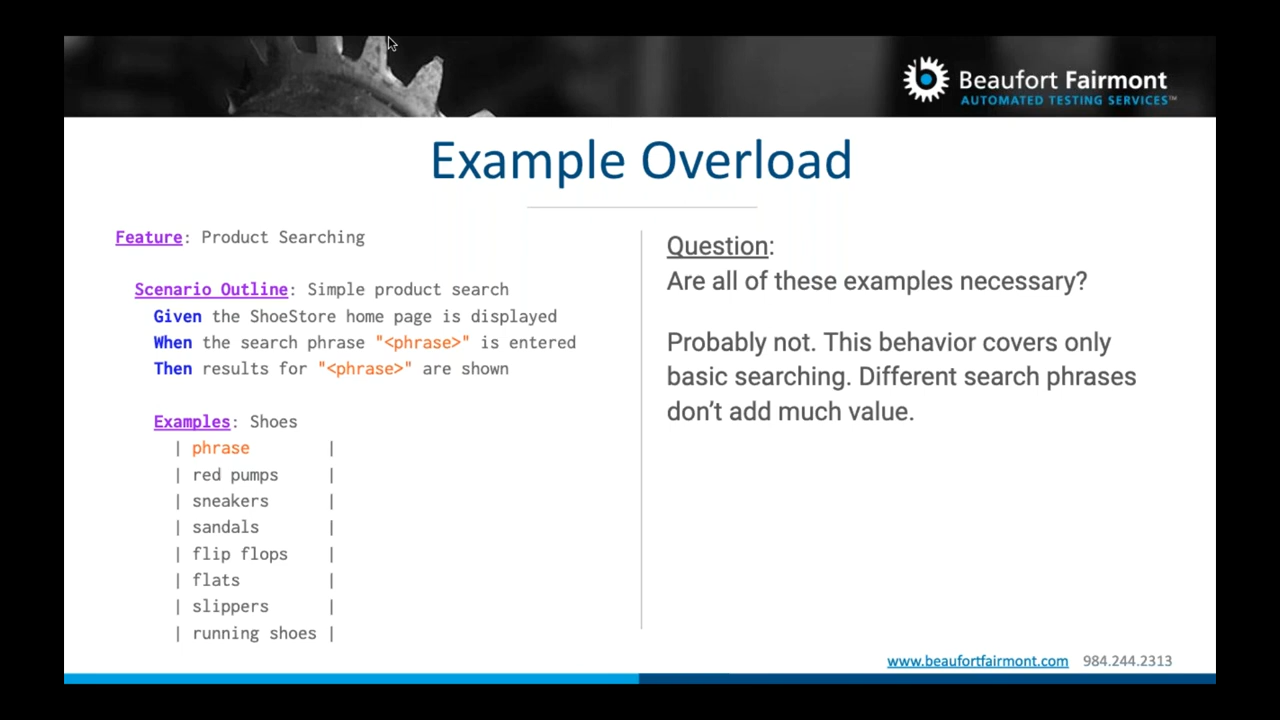 Beaufort Fairmont
AUTOMATED TESTING SERVICES™
Example Overload
Feature: Product Searching
Scenario Outline: Simple product search
Given the ShoeStore home page is displayed
When the search phrase "<phrase>" is entered
Then results for "<phrase>" are shown
Examples: Shoes
| phrase |
| red pumps |
| sneakers |
| sandals |
| flip flops |
| flats |
| slippers |
| running shoes |
Question:
Are all of these examples necessary?
Probably not. This behavior covers only
basic searching. Different search phrases
don’t add much value.
www.beaufortfairmont.com 984.244.2313